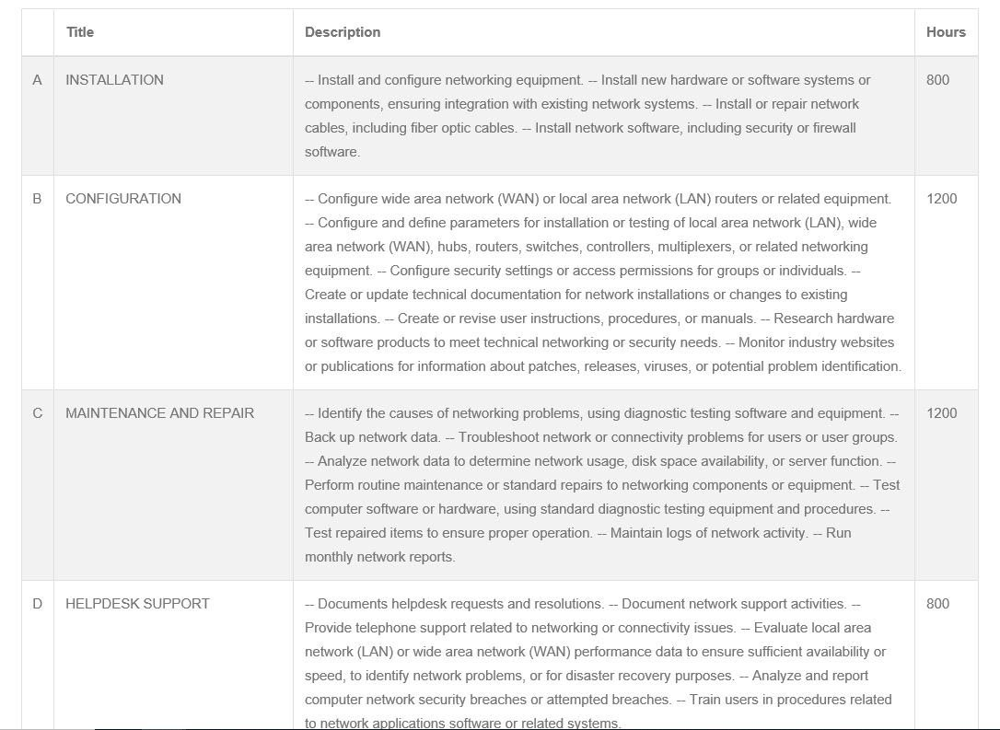 Title Description Hours
A INSTALLATION -- Install and configure networking equipment. -- Install new hardware or software systems or 800
components, ensuring integration with existing network systems. -- Install or repair network
cables, including fiber optic cables. -- Install network software, including security or firewall
software.
B CONFIGURATION -- Configure wide area network (WAN) or local area network (LAN) routers or related equipment. 1200
-- Configure and define parameters for installation or testing of local area network (LAN), wide
area network (WAN), hubs, routers, switches, controllers, multiplexers, or related networking
equipment. -- Configure security settings or access permissions for groups or individuals. --
Create or update technical documentation for network installations or changes to existing
installations. -- Create or revise user instructions, procedures, or manuals. -- Research hardware
or software products to meet technical networking or security needs. -- Monitor industry websites
or publications for information about patches, releases, viruses, or potential problem identification.
C MAINTENANCE AND REPAIR -- Identify the causes of networking problems, using diagnostic testing software and equipment. -- 1200
Back up network data. -- Troubleshoot network or connectivity problems for users or user groups.
-- Analyze network data to determine network usage, disk space availability, or server function. --
Perform routine maintenance or standard repairs to networking components or equipment. -- Test
computer software or hardware, using standard diagnostic testing equipment and procedures. --
Test repaired items to ensure proper operation. -- Maintain logs of network activity. -- Run
monthly network reports.
D HELPDESK SUPPORT -- Documents helpdesk requests and resolutions. -- Document network support activities. -- 800
Provide telephone support related to networking or connectivity issues. -- Evaluate local area
network (LAN) or wide area network (WAN) performance data to ensure sufficient availability or
speed, to identify network problems, or for disaster recovery purposes. -- Analyze and report
computer network security breaches or attempted breaches. -- Train users in procedures related
to network applications software or related systems.